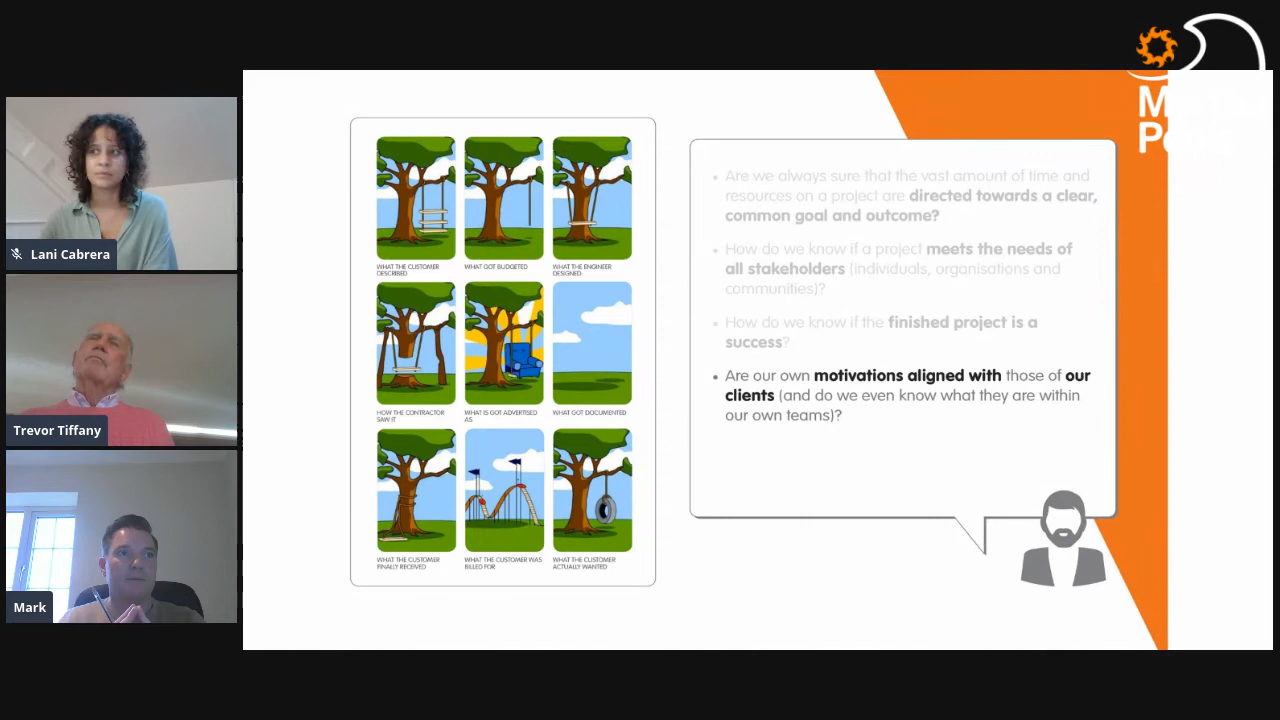 Lani Cabrera
Trevor Tiffany
Mark
WHAT THE CUSTOMER
DESCRIBED
WHAT GOT BUDGETED
WHAT THE ENGINEER
DESIGNED
HOW THE CONTRACTOR
SAW IT
WHAT IS GOT ADVERTISED
AS
WHAT GOT DOCUMENTED
WHAT THE CUSTOMER
FINALLY RECEIVED
WHAT THE CUSTOMER WAS
BILLED FOR
WHAT THE CUSTOMER
ACTUALLY WANTED
• Are we always sure that the vast amount of time and
resources on a project are directed towards a clear,
common goal and outcome?
• How do we know if a project meets the needs of
all stakeholders (individuals, organisations and
communities)?
• How do we know if the finished project is a
success?
• Are our own motivations aligned with those of our
clients (and do we even know what they are within
our own teams)?